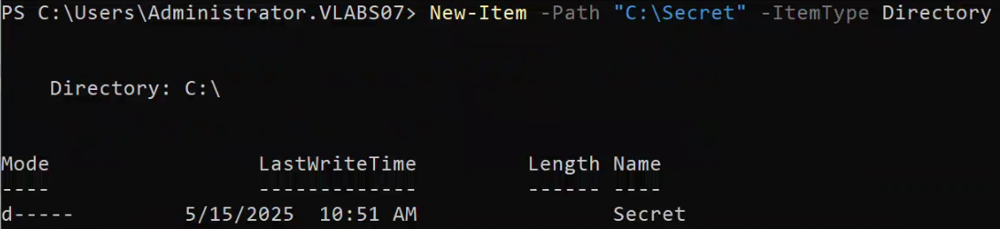 PS C:\Users\Administrator.VLABS07> New-Item -Path "C:\Secret" -ItemType Directory
Directory: C:\
Mode LastWriteTime Length Name
---- ------------- ------ ----
d----- 5/15/2025 10:51 AM Secret